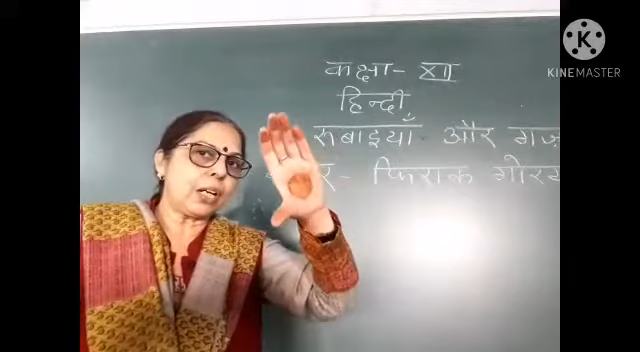 कक्षा- XII
हिन्दी
रुबाइयाँ और
- फिराक
KINEMASTER